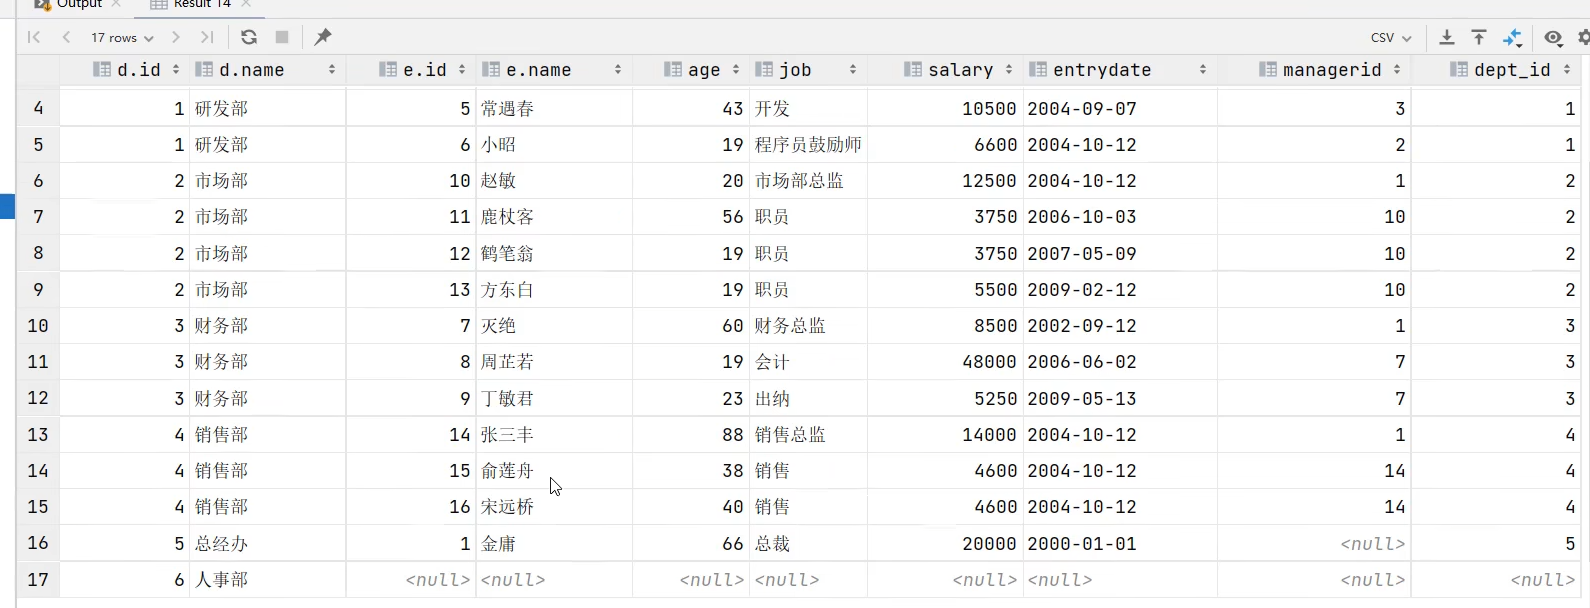 Output × Result 14 ×
17 rows CSV
d.id d.name e.id e.name age job salary entrydate managerid dept_id
4 1 研发部 5 常遇春 43 开发 10500 2004-09-07 3 1
5 1 研发部 6 小昭 19 程序员鼓励师 6600 2004-10-12 2 1
6 2 市场部 10 赵敏 20 市场部总监 12500 2004-10-12 1 2
7 2 市场部 11 鹿杖客 56 职员 3750 2006-10-03 10 2
8 2 市场部 12 鹤笔翁 19 职员 3750 2007-05-09 10 2
9 2 市场部 13 方东白 19 职员 5500 2009-02-12 10 2
10 3 财务部 7 灭绝 60 财务总监 8500 2002-09-12 1 3
11 3 财务部 8 周芷若 19 会计 48000 2006-06-02 7 3
12 3 财务部 9 丁敏君 23 出纳 5250 2009-05-13 7 3
13 4 销售部 14 张三丰 88 销售总监 14000 2004-10-12 1 4
14 4 销售部 15 俞莲舟 38 销售 4600 2004-10-12 14 4
15 4 销售部 16 宋远桥 40 销售 4600 2004-10-12 14 4
16 5 总经办 1 金庸 66 总裁 20000 2000-01-01 <null> 5
17 6 人事部 <null> <null> <null> <null> <null> <null> <null> <null>